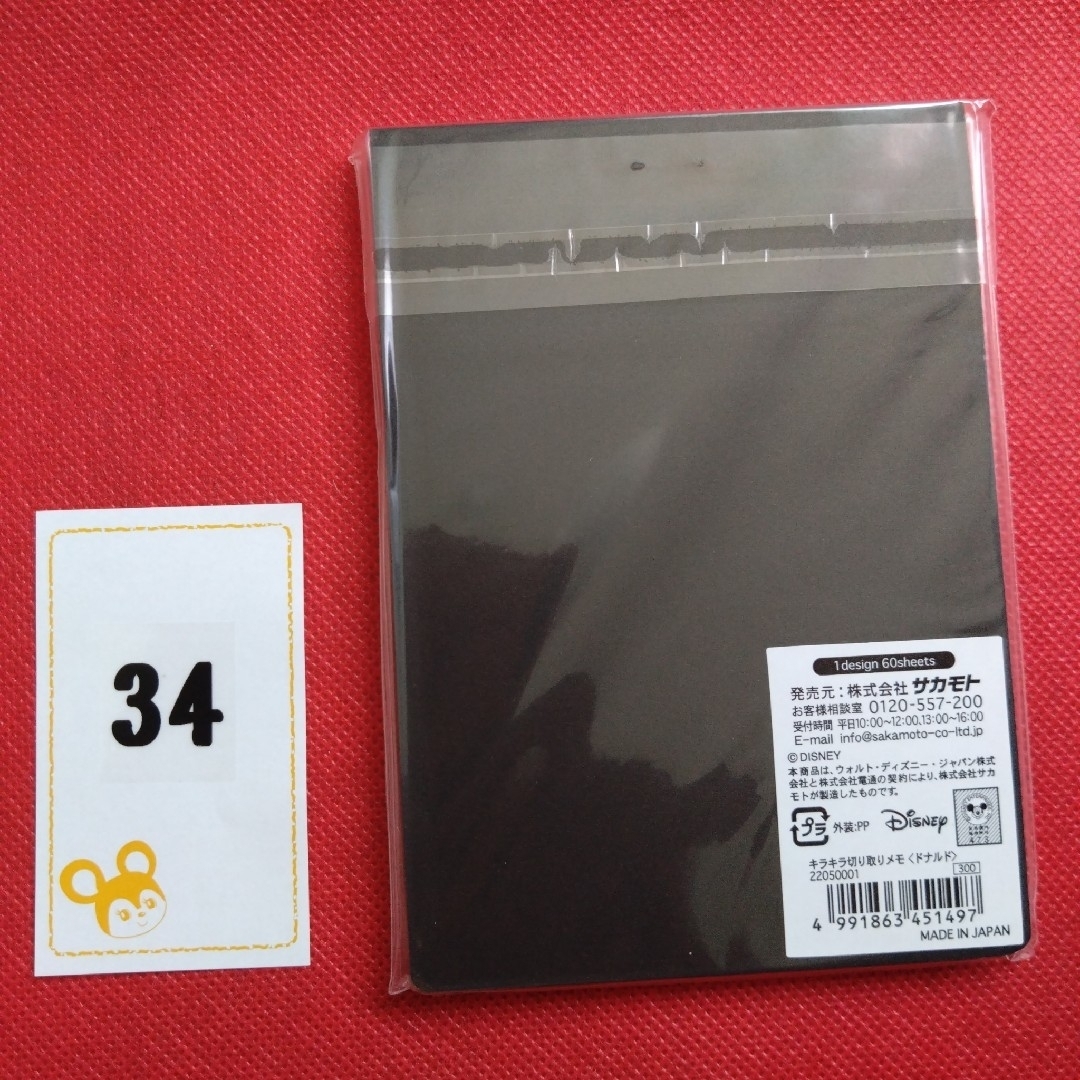 34
1design 60sheets
発売元:株式会社サカモト
お客様相談室 0120-557-200
受付時間 平日10:00〜12:00、13:00〜16:00
E-mail info@sakamoto-co-ltd.jp
©DISNEY
本商品は、ウォルト・ディズニー・ジャパン株式
会社と株式会社電通の契約により、株式会社サカ
モトが製造したものです。
プラ 外装:PP Disney
キラキラ切り取りメモ〈ドナルド〉
22050001 300
4 991863 451497
MADE IN JAPAN